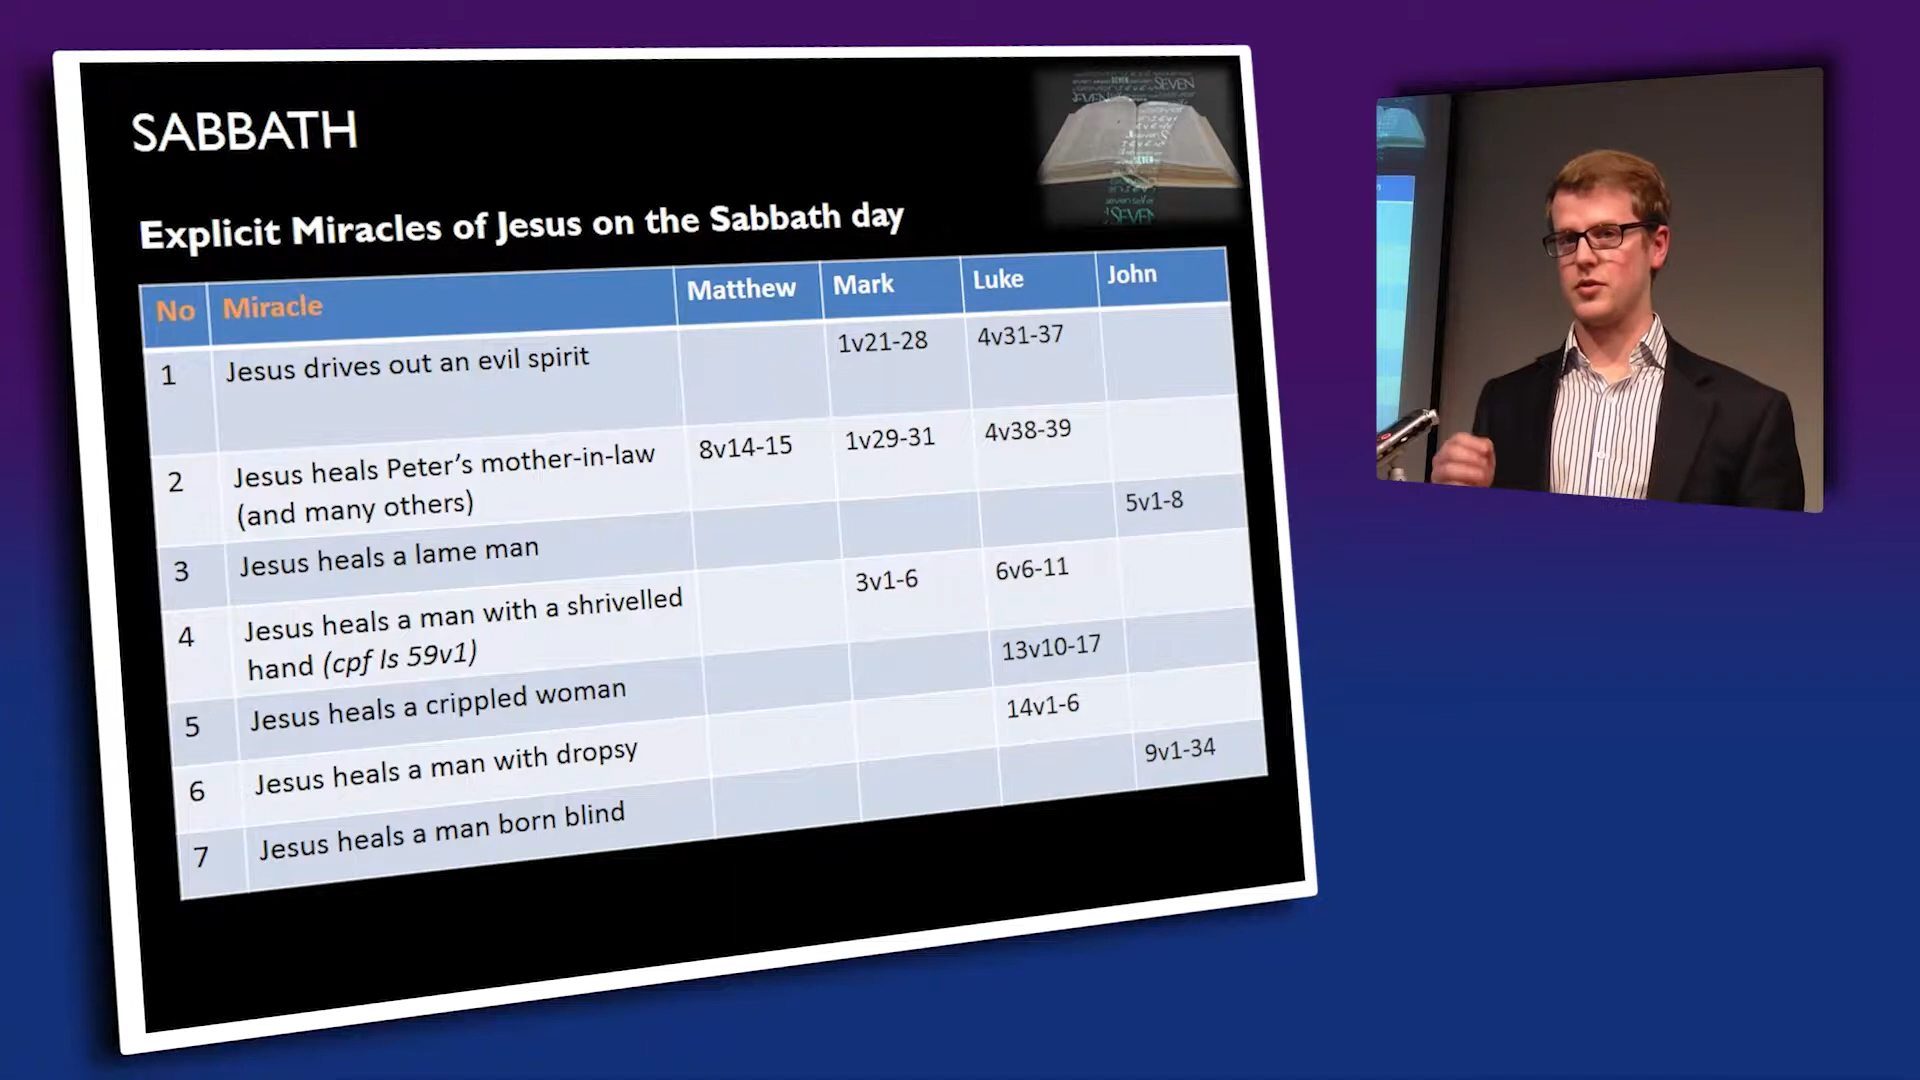 SABBATH
SEVEN
SEVEN
SEVEN
SEVEN
Explicit Miracles of Jesus on the Sabbath day
No Miracle Matthew Mark Luke John
1 Jesus drives out an evil spirit 1v21-28 4v31-37
2 Jesus heals Peter's mother-in-law 8v14-15 1v29-31 4v38-39
(and many others)
3 Jesus heals a lame man 5v1-8
4 Jesus heals a man with a shrivelled 3v1-6 6v6-11
hand (cpf Is 59v1)
5 Jesus heals a crippled woman 13v10-17
6 Jesus heals a man with dropsy 14v1-6
7 Jesus heals a man born blind 9v1-34